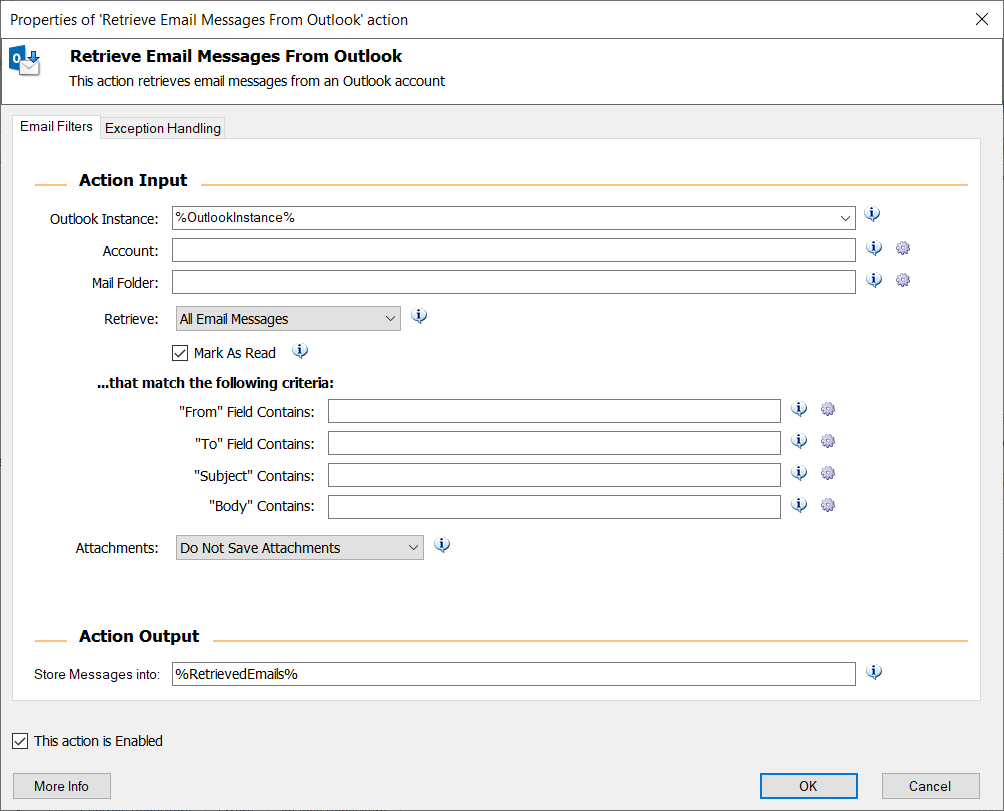 Properties of 'Retrieve Email Messages From Outlook' action
Retrieve Email Messages From Outlook
This action retrieves email messages from an Outlook account
Email Filters Exception Handling
Action Input
Outlook Instance: %OutlookInstance%
Account:
Mail Folder:
Retrieve: All Email Messages
Mark As Read
...that match the following criteria:
"From" Field Contains:
"To" Field Contains:
"Subject" Contains:
"Body" Contains:
Attachments: Do Not Save Attachments
Action Output
Store Messages into: %RetrievedEmails%
This action is Enabled
More Info OK Cancel